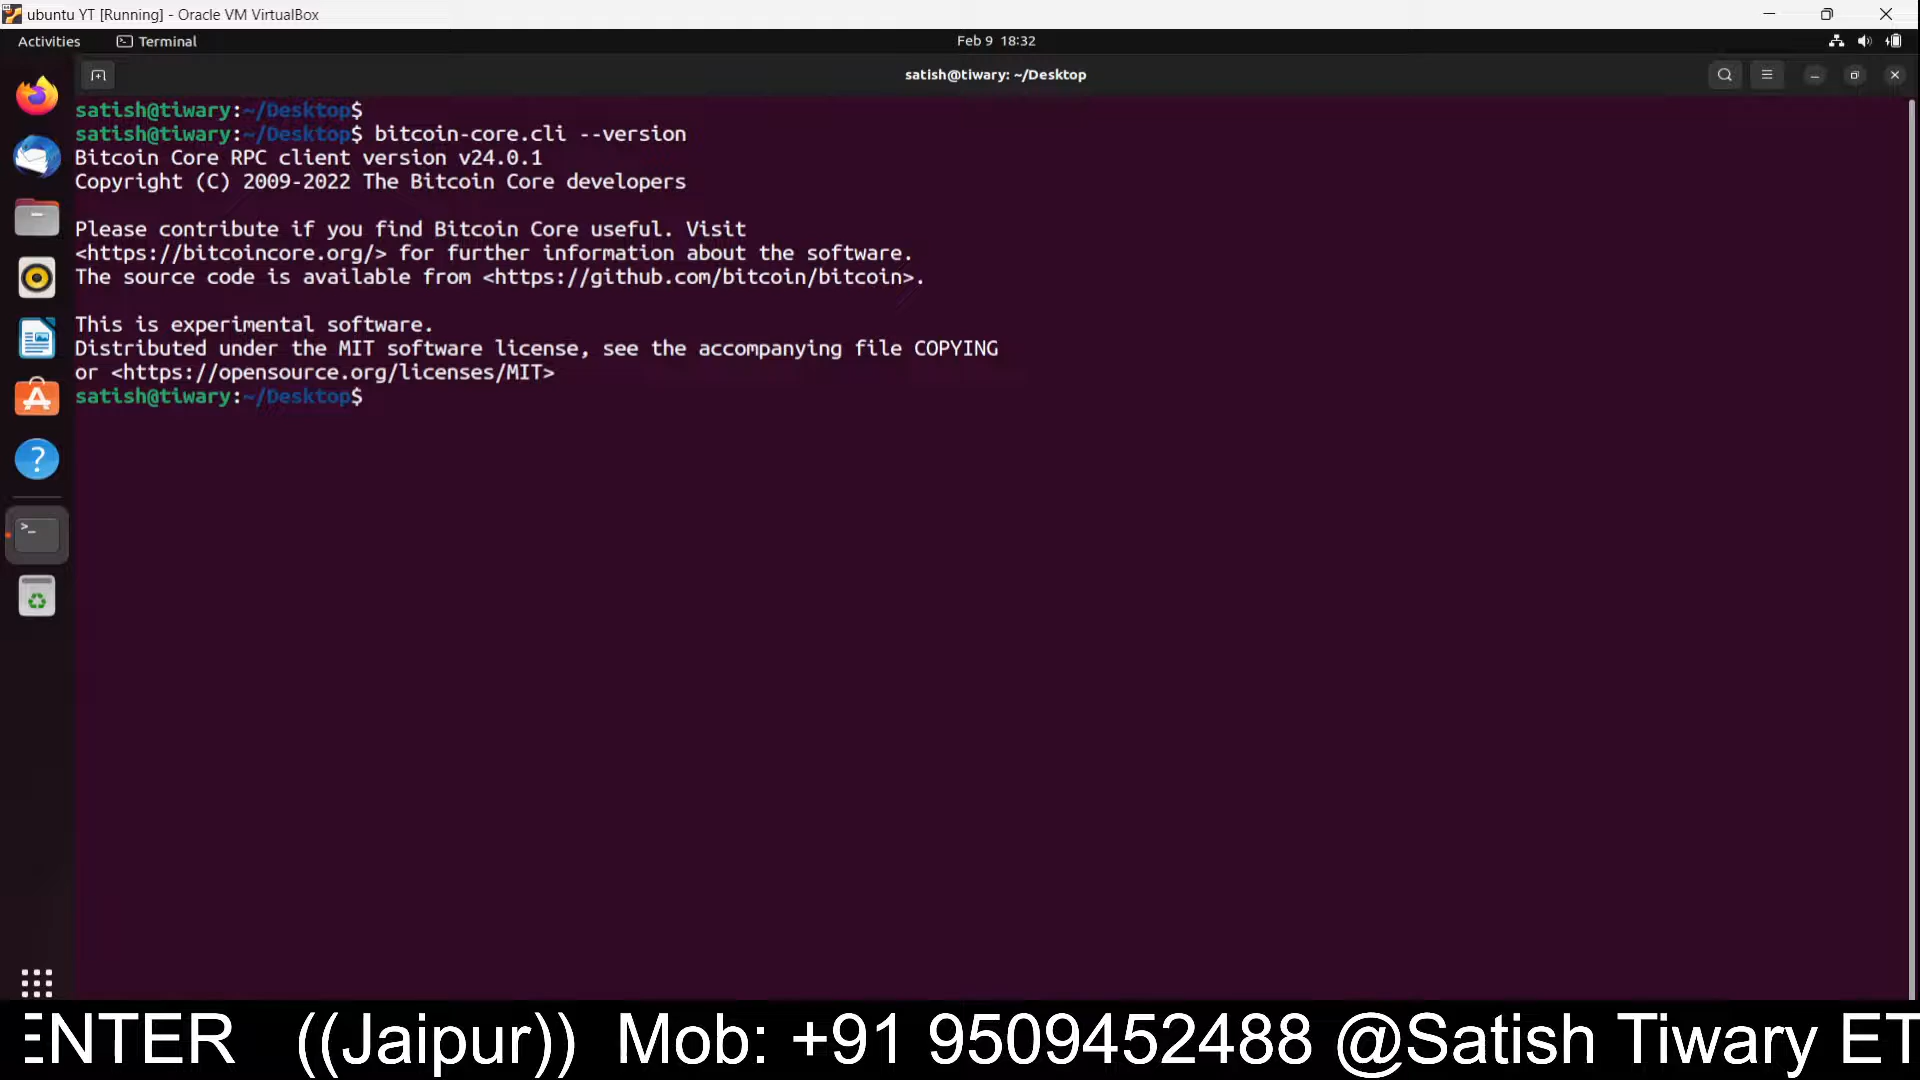 ubuntu YT [Running] - Oracle VM VirtualBox
Activities Terminal Feb 9 18:32
satish@tiwary: ~/Desktop
satish@tiwary:~/Desktop$
satish@tiwary:~/Desktop$ bitcoin-core.cli --version
Bitcoin Core RPC client version v24.0.1
Copyright (C) 2009-2022 The Bitcoin Core developers
Please contribute if you find Bitcoin Core useful. Visit
<https://bitcoincore.org/> for further information about the software.
The source code is available from <https://github.com/bitcoin/bitcoin>.
This is experimental software.
Distributed under the MIT software license, see the accompanying file COPYING
or <https://opensource.org/licenses/MIT>
satish@tiwary:~/Desktop$
ENTER ((Jaipur)) Mob: +91 9509452488 @Satish Tiwary ET